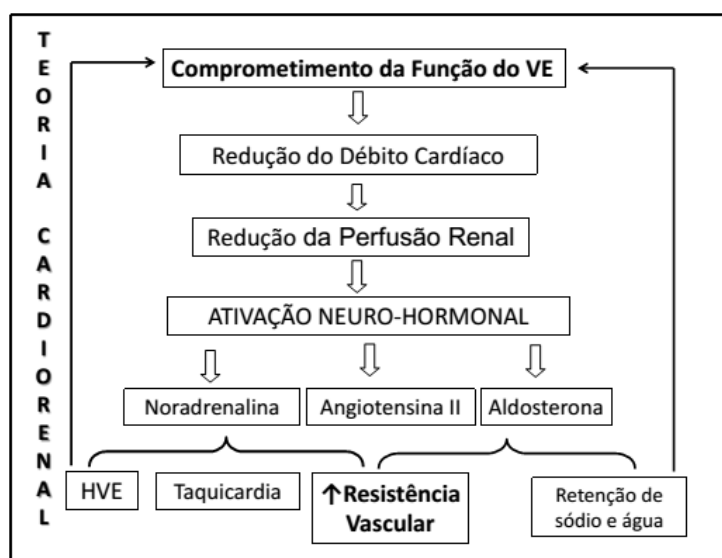 TEORIA CARDIORENAL
Comprometimento da Função do VE
Redução do Débito Cardíaco
Redução da Perfusão Renal
ATIVAÇÃO NEURO-HORMONAL
Noradrenalina
Angiotensina II
Aldosterona
HVE
Taquicardia
↑Resistência
Vascular
Retenção de
sódio e água